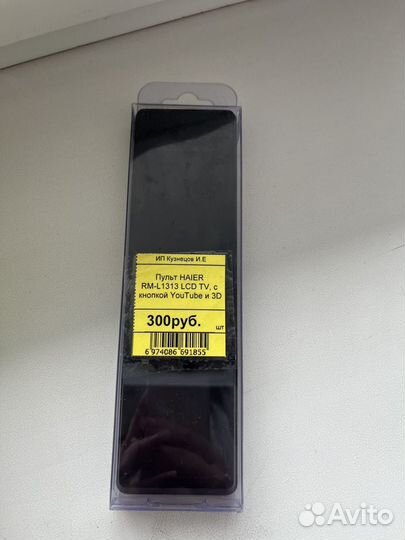 ИП Кузнецов И.Е
Пульт HAIER
RM-L1313 LCD TV, с
кнопкой YouTube и 3D
300руб.
шт
6 974086 691855
Avito